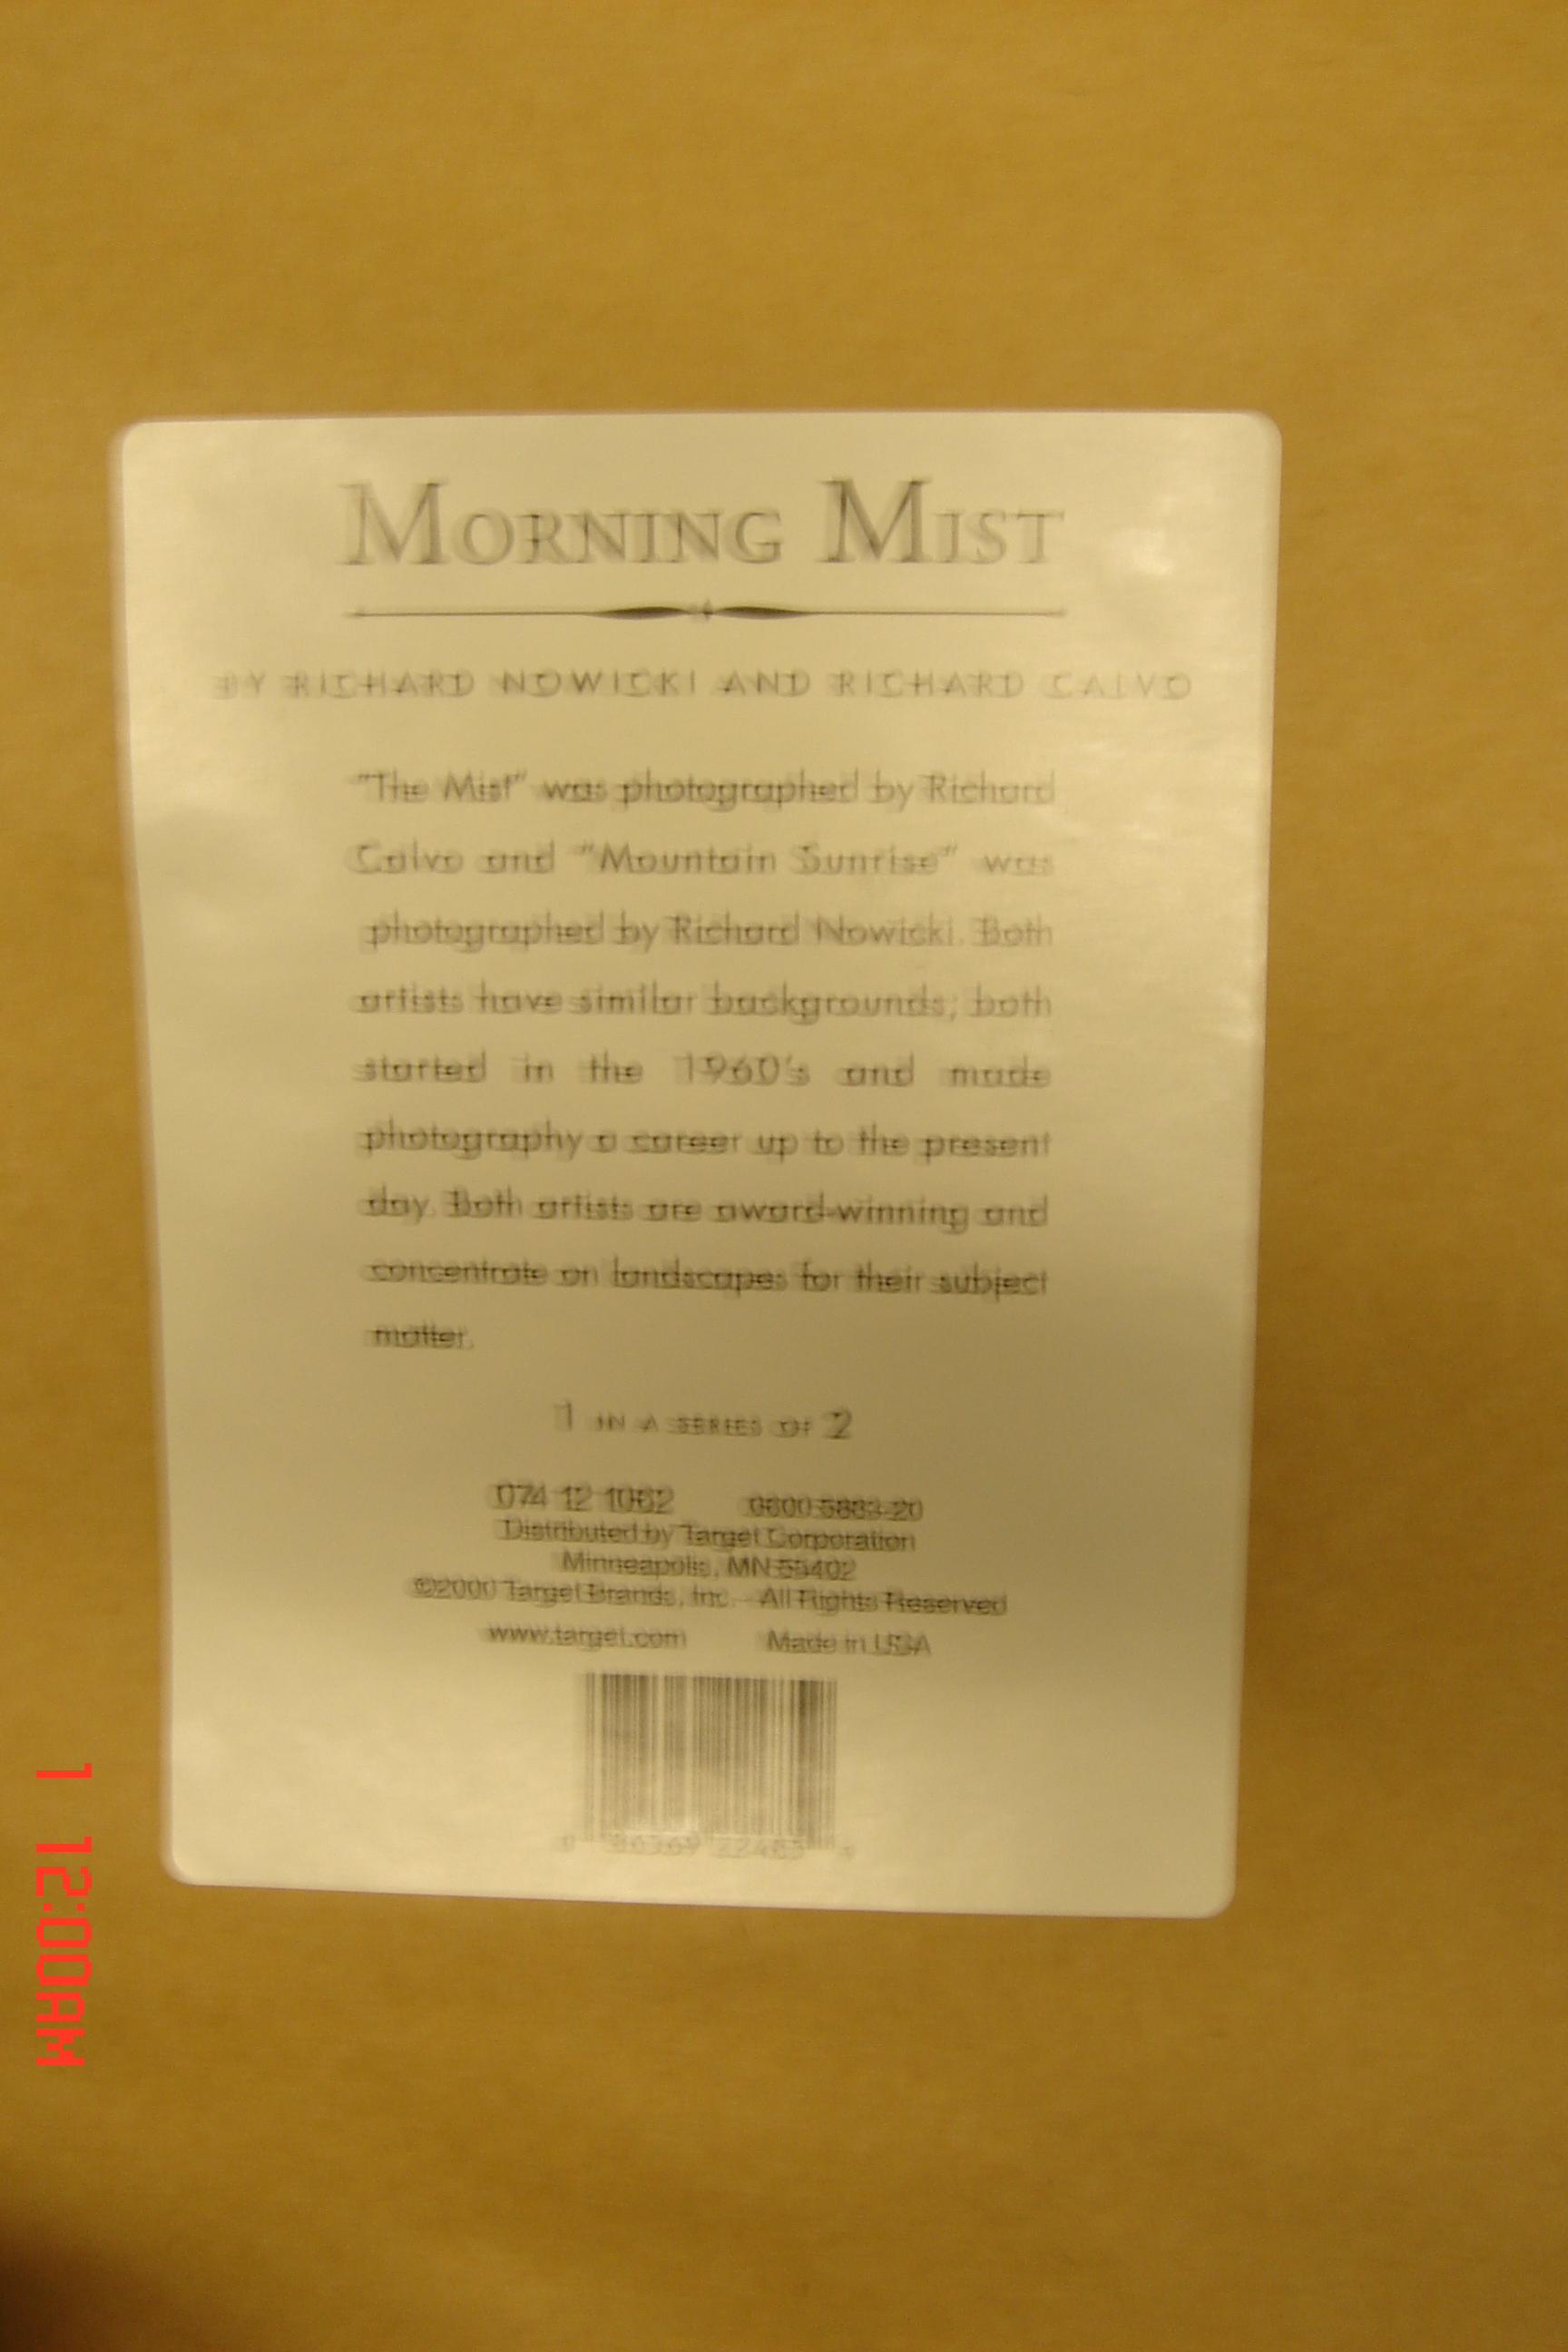 MORNING MIST
BY RICHARD NOWICKI AND RICHARD CALVO
"The Mist" was photographed by Richard
Calvo and "Mountain Sunrise" was
photographed by Richard Nowicki. Both
artists have similar backgrounds; both
started in the 1960's and made
photography a career up to the present
day. Both artists are award-winning and
concentrate on landscapes for their subject
matter.
1 IN A SERIES OF 2
074 12 1062
Distributed by Target Corporation
Minneapolis, MN 55402
©2000 Target Brands, Inc. All Rights Reserved
www.target.com Made in USA
1 12:00AM